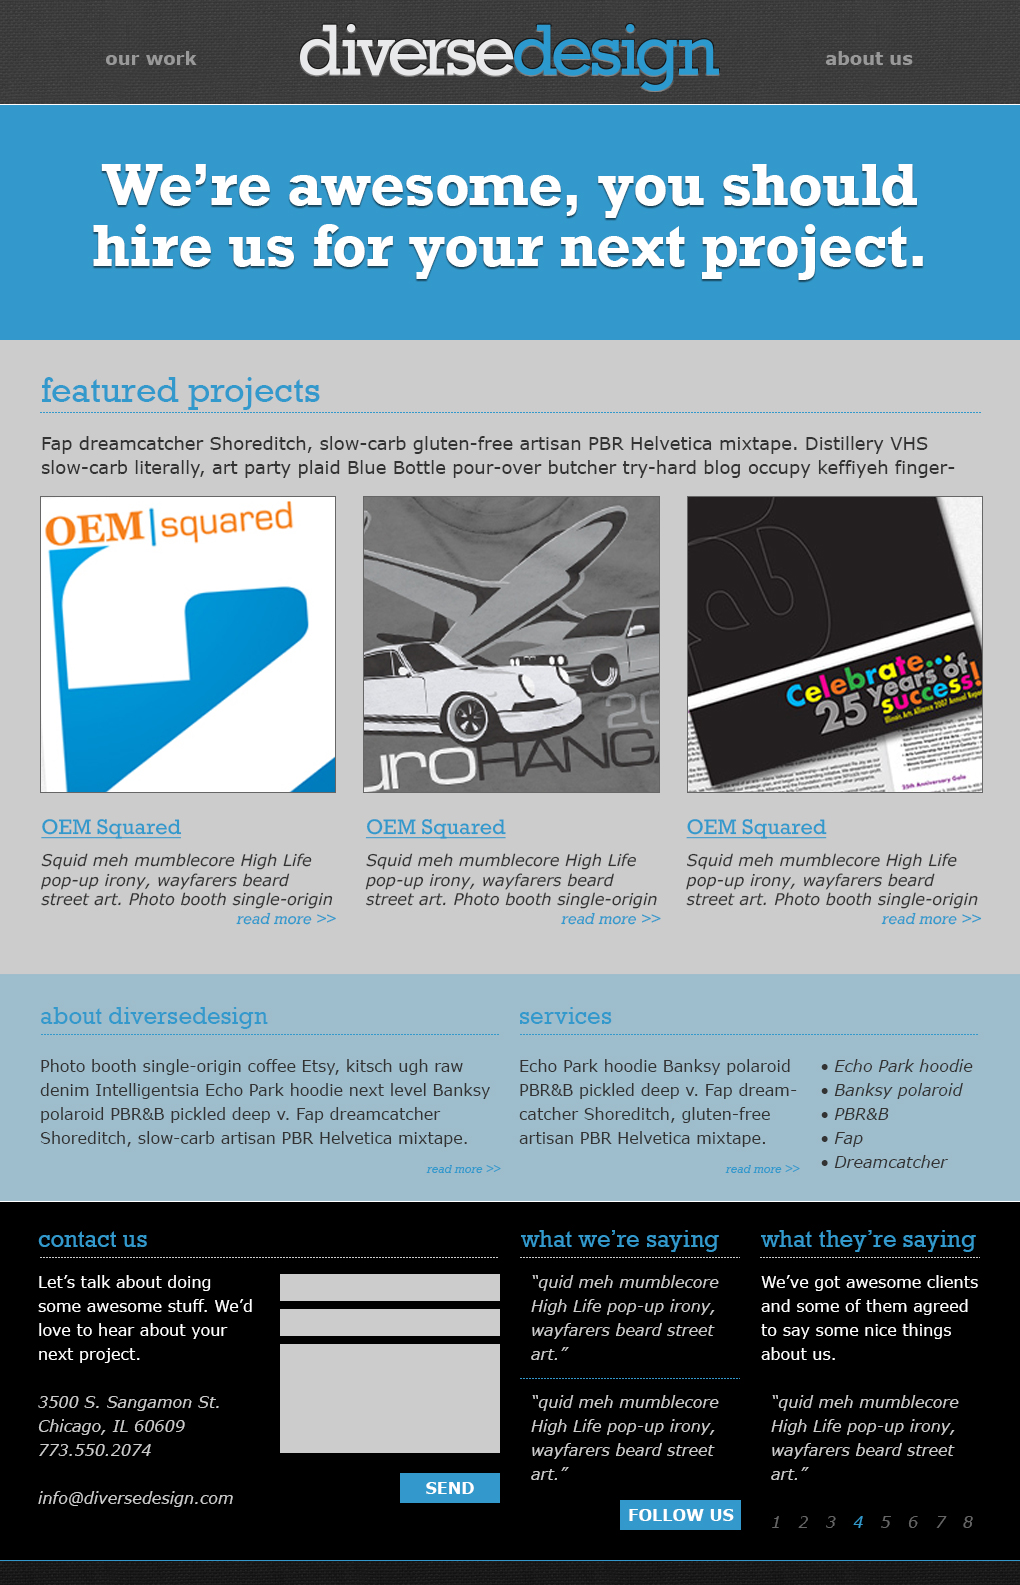 our work
diversedesign
about us
We’re awesome, you should
hire us for your next project.
featured projects
Fap dreamcatcher Shoreditch, slow-carb gluten-free artisan PBR Helvetica mixtape. Distillery VHS
slow-carb literally, art party plaid Blue Bottle pour-over butcher try-hard blog occupy keffiyeh finger-
OEM|squared
uroHANGA
20
Celebrate...
25 years of
success!
Illinois Arts Alliance 2007 Annual Repor
25th Anniversary Gala
OEM Squared
Squid meh mumblecore High Life
pop-up irony, wayfarers beard
street art. Photo booth single-origin
read more >>
OEM Squared
Squid meh mumblecore High Life
pop-up irony, wayfarers beard
street art. Photo booth single-origin
read more >>
OEM Squared
Squid meh mumblecore High Life
pop-up irony, wayfarers beard
street art. Photo booth single-origin
read more >>
about diversedesign
Photo booth single-origin coffee Etsy, kitsch ugh raw
denim Intelligentsia Echo Park hoodie next level Banksy
polaroid PBR&B pickled deep v. Fap dreamcatcher
Shoreditch, slow-carb artisan PBR Helvetica mixtape.
read more >>
services
Echo Park hoodie Banksy polaroid
PBR&B pickled deep v. Fap dream-
catcher Shoreditch, gluten-free
artisan PBR Helvetica mixtape.
read more >>
• Echo Park hoodie
• Banksy polaroid
• PBR&B
• Fap
• Dreamcatcher
contact us
Let’s talk about doing
some awesome stuff. We’d
love to hear about your
next project.
3500 S. Sangamon St.
Chicago, IL 60609
773.550.2074
info@diversedesign.com
SEND
what we’re saying
“quid meh mumblecore
High Life pop-up irony,
wayfarers beard street
art.”
“quid meh mumblecore
High Life pop-up irony,
wayfarers beard street
art.”
FOLLOW US
what they’re saying
We’ve got awesome clients
and some of them agreed
to say some nice things
about us.
“quid meh mumblecore
High Life pop-up irony,
wayfarers beard street
art.”
1 2 3 4 5 6 7 8